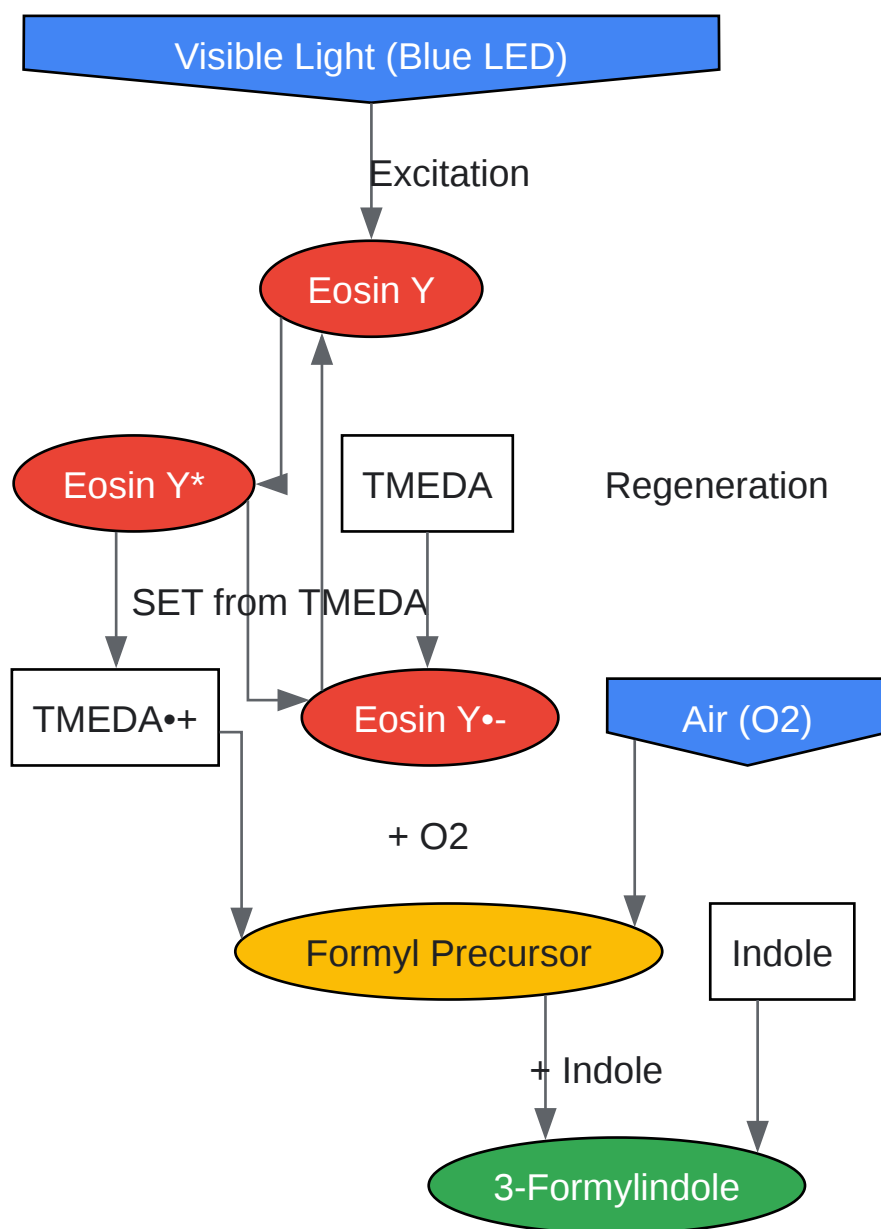 Visible Light (Blue LED)
Excitation
Eosin Y
Eosin Y*
TMEDA
Regeneration
SET from TMEDA
TMEDA•+
Eosin Y•-
Air (O2)
+ O2
Formyl Precursor
Indole
+ Indole
3-Formylindole